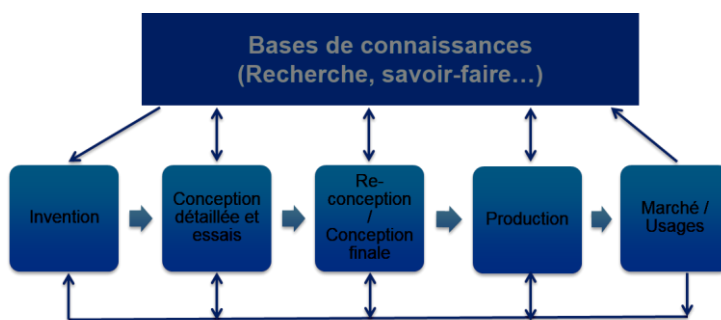 Bases de connaissances
(Recherche, savoir-faire…)
Invention
Conception
détaillée et
essais
Re-
conception
/
Conception
finale
Production
Marché /
Usages